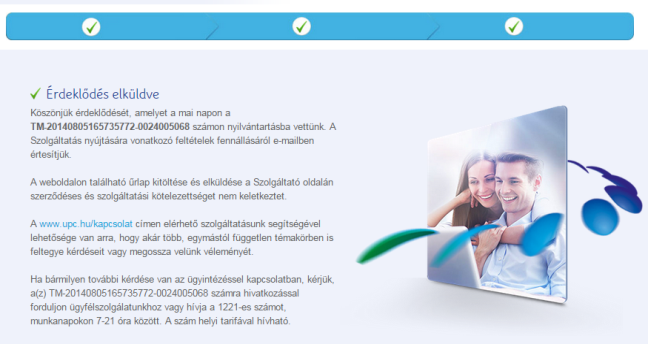 Érdeklődés elküldve
Köszönjük érdeklődését, amelyet a mai napon a
TM-20140805165735772-0024005068 számon nyilvántartásba vettünk. A
Szolgáltatás nyújtására vonatkozó feltételek fennállásáról e-mailben
értesítjük.
A weboldalon található űrlap kitöltése és elküldése a Szolgáltató oldalán
szerződéses és szolgáltatási kötelezettséget nem keletkeztet.
A www.upc.hu/kapcsolat címen elérhető szolgáltatásunk segítségével
lehetősége van arra, hogy akár több, egymástól független témakörben is
feltegye kérdéseit vagy megossza velünk véleményét.
Ha bármilyen további kérdése van az ügyintézéssel kapcsolatban, kérjük,
a(z) TM-20140805165735772-0024005068 számra hivatkozással
forduljon ügyfélszolgálatunkhoz vagy hívja a 1221-es számot,
munkanapokon 7-21 óra között. A szám helyi tarifával hívható.